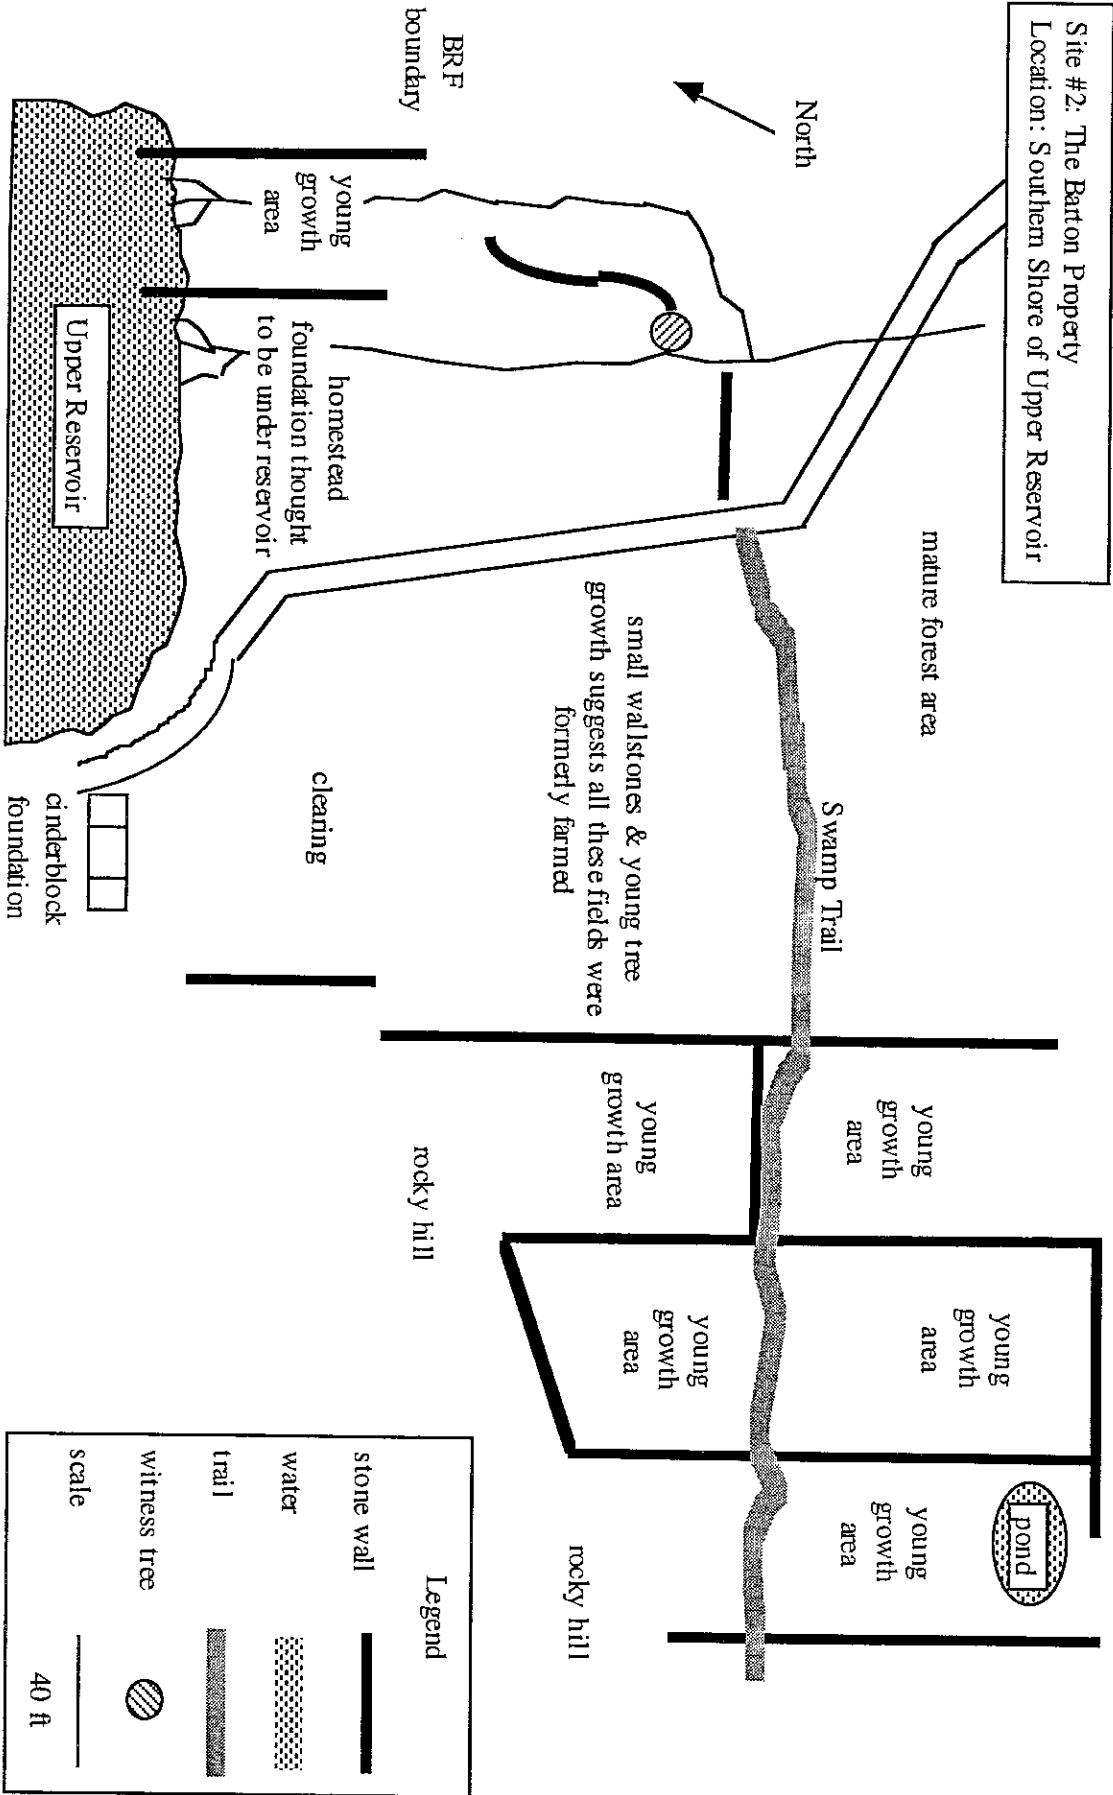 Site #2: The Barton Property
Location: Southern Shore of Upper Reservoir
North
BRF
boundary
young
growth
area
homestead
foundation thought
to be under reservoir
Upper Reservoir
mature forest area
Swamp Trail
small wallstones & young tree
growth suggests all these fields were
formerly farmed
clearing
cinderblock
foundation
young
growth
area
young
growth area
rocky hill
young
growth
area
young
growth
area
pond
young
growth
area
rocky hill
Legend
stone wall
water
trail
witness tree
scale
40 ft